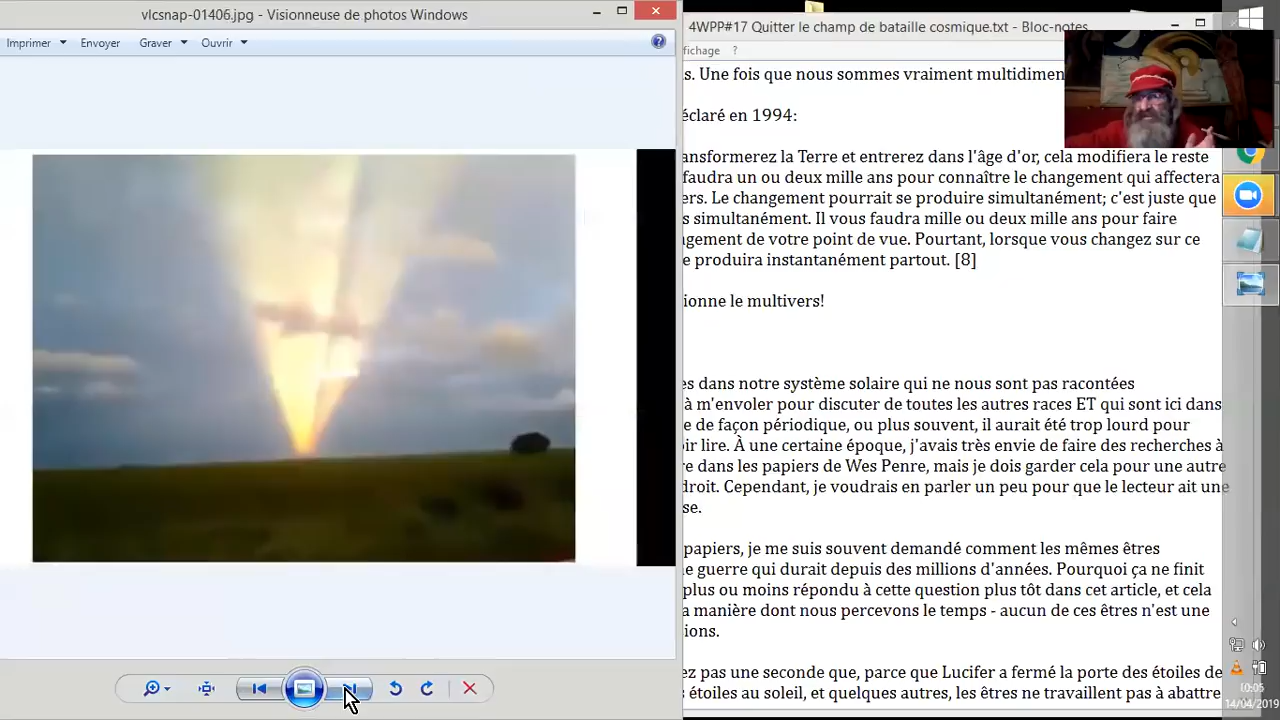 vlcsnap-01406.jpg - Visionneuse de photos Windows
Imprimer
Envoyer
Graver
Ouvrir
4WPP#17 Quitter le champ de bataille cosmique.txt - Bloc-notes
ffichage ?
s. Une fois que nous sommes vraiment multidimen
éclaré en 1994:
ansformerez la Terre et entrerez dans l'âge d'or, cela modifiera le reste
faudra un ou deux mille ans pour connaître le changement qui affectera
ers. Le changement pourrait se produire simultanément; c'est juste que
s simultanément. Il vous faudra mille ou deux mille ans pour faire
ngement de votre point de vue. Pourtant, lorsque vous changez sur ce
e produira instantanément partout. [8]
ionne le multivers!
es dans notre système solaire qui ne nous sont pas racontées
à m'envoler pour discuter de toutes les autres races ET qui sont ici dans
e de façon périodique, ou plus souvent, il aurait été trop lourd pour
oir lire. À une certaine époque, j'avais très envie de faire des recherches à
re dans les papiers de Wes Penre, mais je dois garder cela pour une autre
droit. Cependant, je voudrais en parler un peu pour que le lecteur ait une
se.
papiers, je me suis souvent demandé comment les mêmes êtres
e guerre qui durait depuis des millions d'années. Pourquoi ça ne finit
plus ou moins répondu à cette question plus tôt dans cet article, et cela
a manière dont nous percevons le temps - aucun de ces êtres n'est une
ions.
ez pas une seconde que, parce que Lucifer a fermé la porte des étoiles de
s étoiles au soleil, et quelques autres, les êtres ne travaillent pas à abattre
10:05
14/04/2019